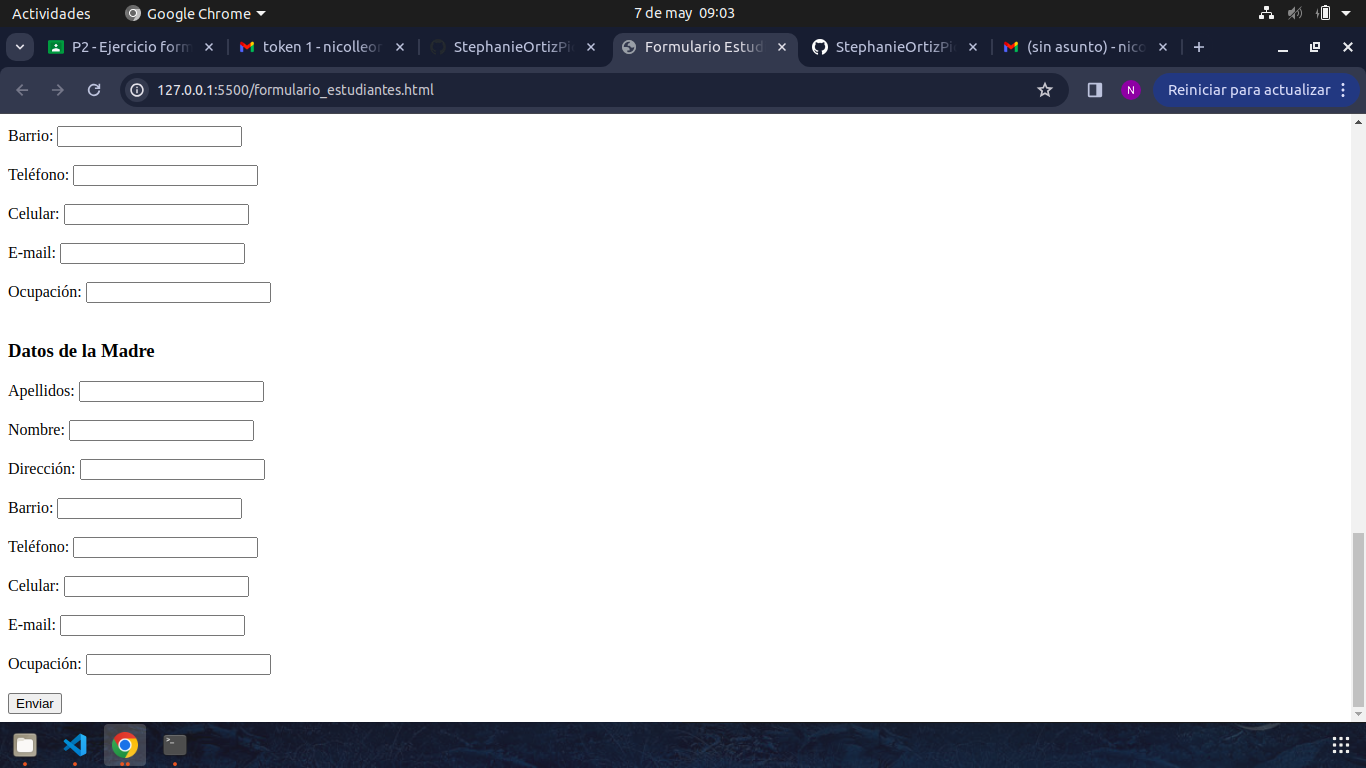 Actividades Google Chrome 7 de may 09:03
P2 - Ejercicio form token 1 - nicolleor StephanieOrtizPi Formulario Estud StephanieOrtizPi (sin asunto) - nico
127.0.0.1:5500/formulario_estudiantes.html N Reiniciar para actualizar
Barrio:
Teléfono:
Celular:
E-mail:
Ocupación:
Datos de la Madre
Apellidos:
Nombre:
Dirección:
Barrio:
Teléfono:
Celular:
E-mail:
Ocupación:
Enviar